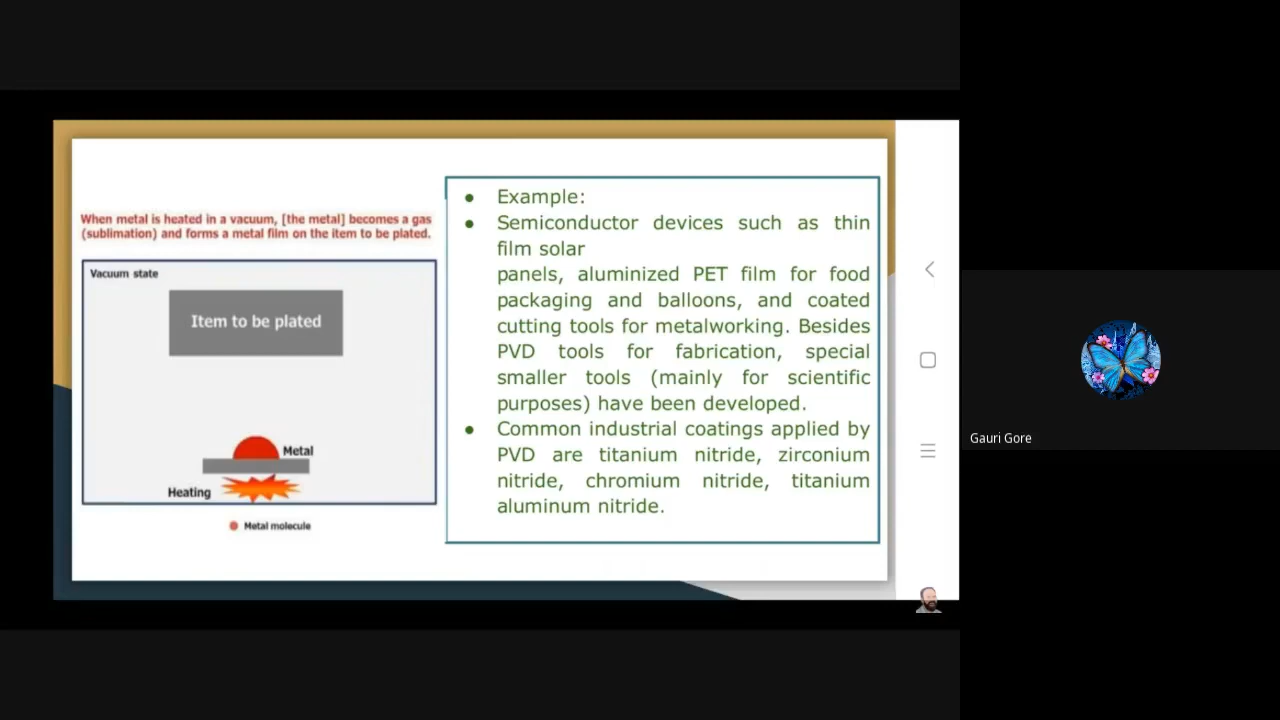 When metal is heated in a vacuum, [the metal] becomes a gas
(sublimation) and forms a metal film on the item to be plated.
Vacuum state
Item to be plated
Metal
Heating
Metal molecule
● Example:
● Semiconductor devices such as thin
film solar
panels, aluminized PET film for food
packaging and balloons, and coated
cutting tools for metalworking. Besides
PVD tools for fabrication, special
smaller tools (mainly for scientific
purposes) have been developed.
● Common industrial coatings applied by
PVD are titanium nitride, zirconium
nitride, chromium nitride, titanium
aluminum nitride.
Gauri Gore